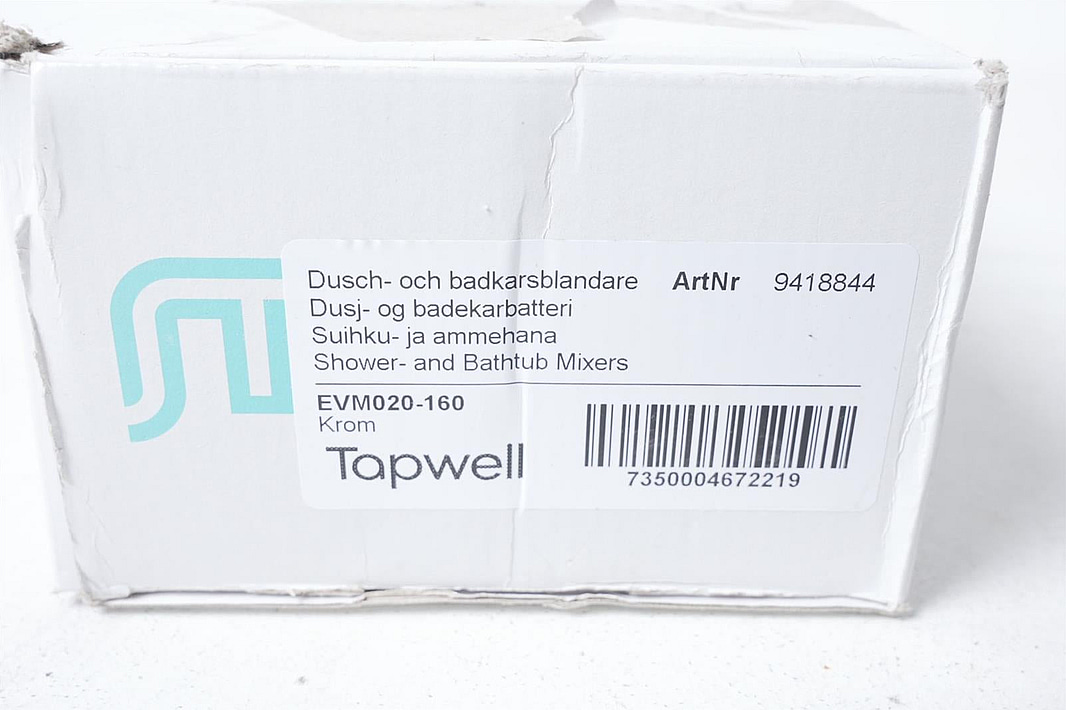 Dusch- och badkarsblandare ArtNr 9418844
Dusj- og badekarbatteri
Suihku- ja ammehana
Shower- and Bathtub Mixers
EVM020-160
Krom
Tapwell
7350004672219